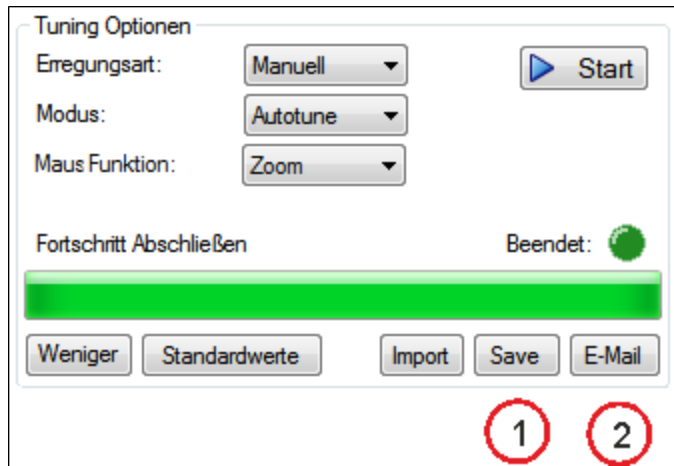 Tuning Optionen
Erregungsart: Manuell Start
Modus: Autotune
Maus Funktion: Zoom
Fortschritt Abschließen Beendet:
Weniger Standardwerte Import Save E-Mail
1 2